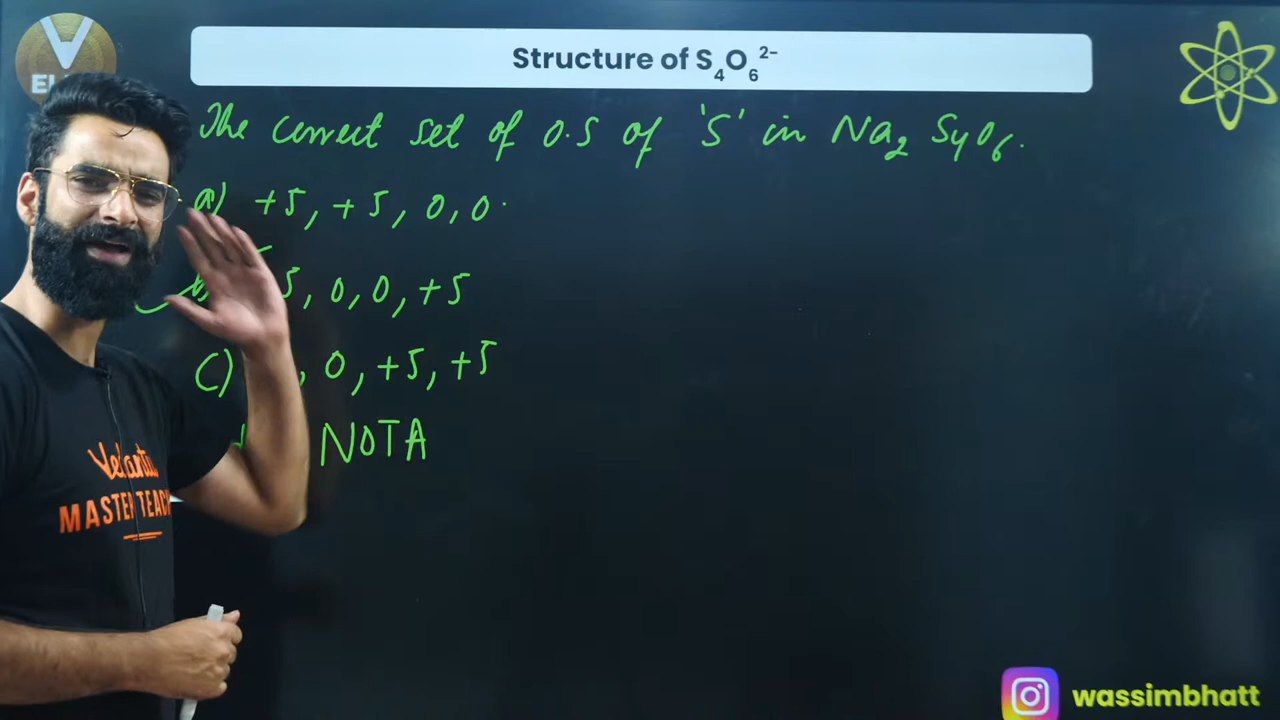 Structure of S₄O₆²⁻
The correct set of O.S of 'S' in Na₂ S₄O₆.
a) +5, +5, 0, 0.
5, 0, 0, +5
c) , 0, +5, +5
NOTA
MASTER TEACH
wassimbhatt